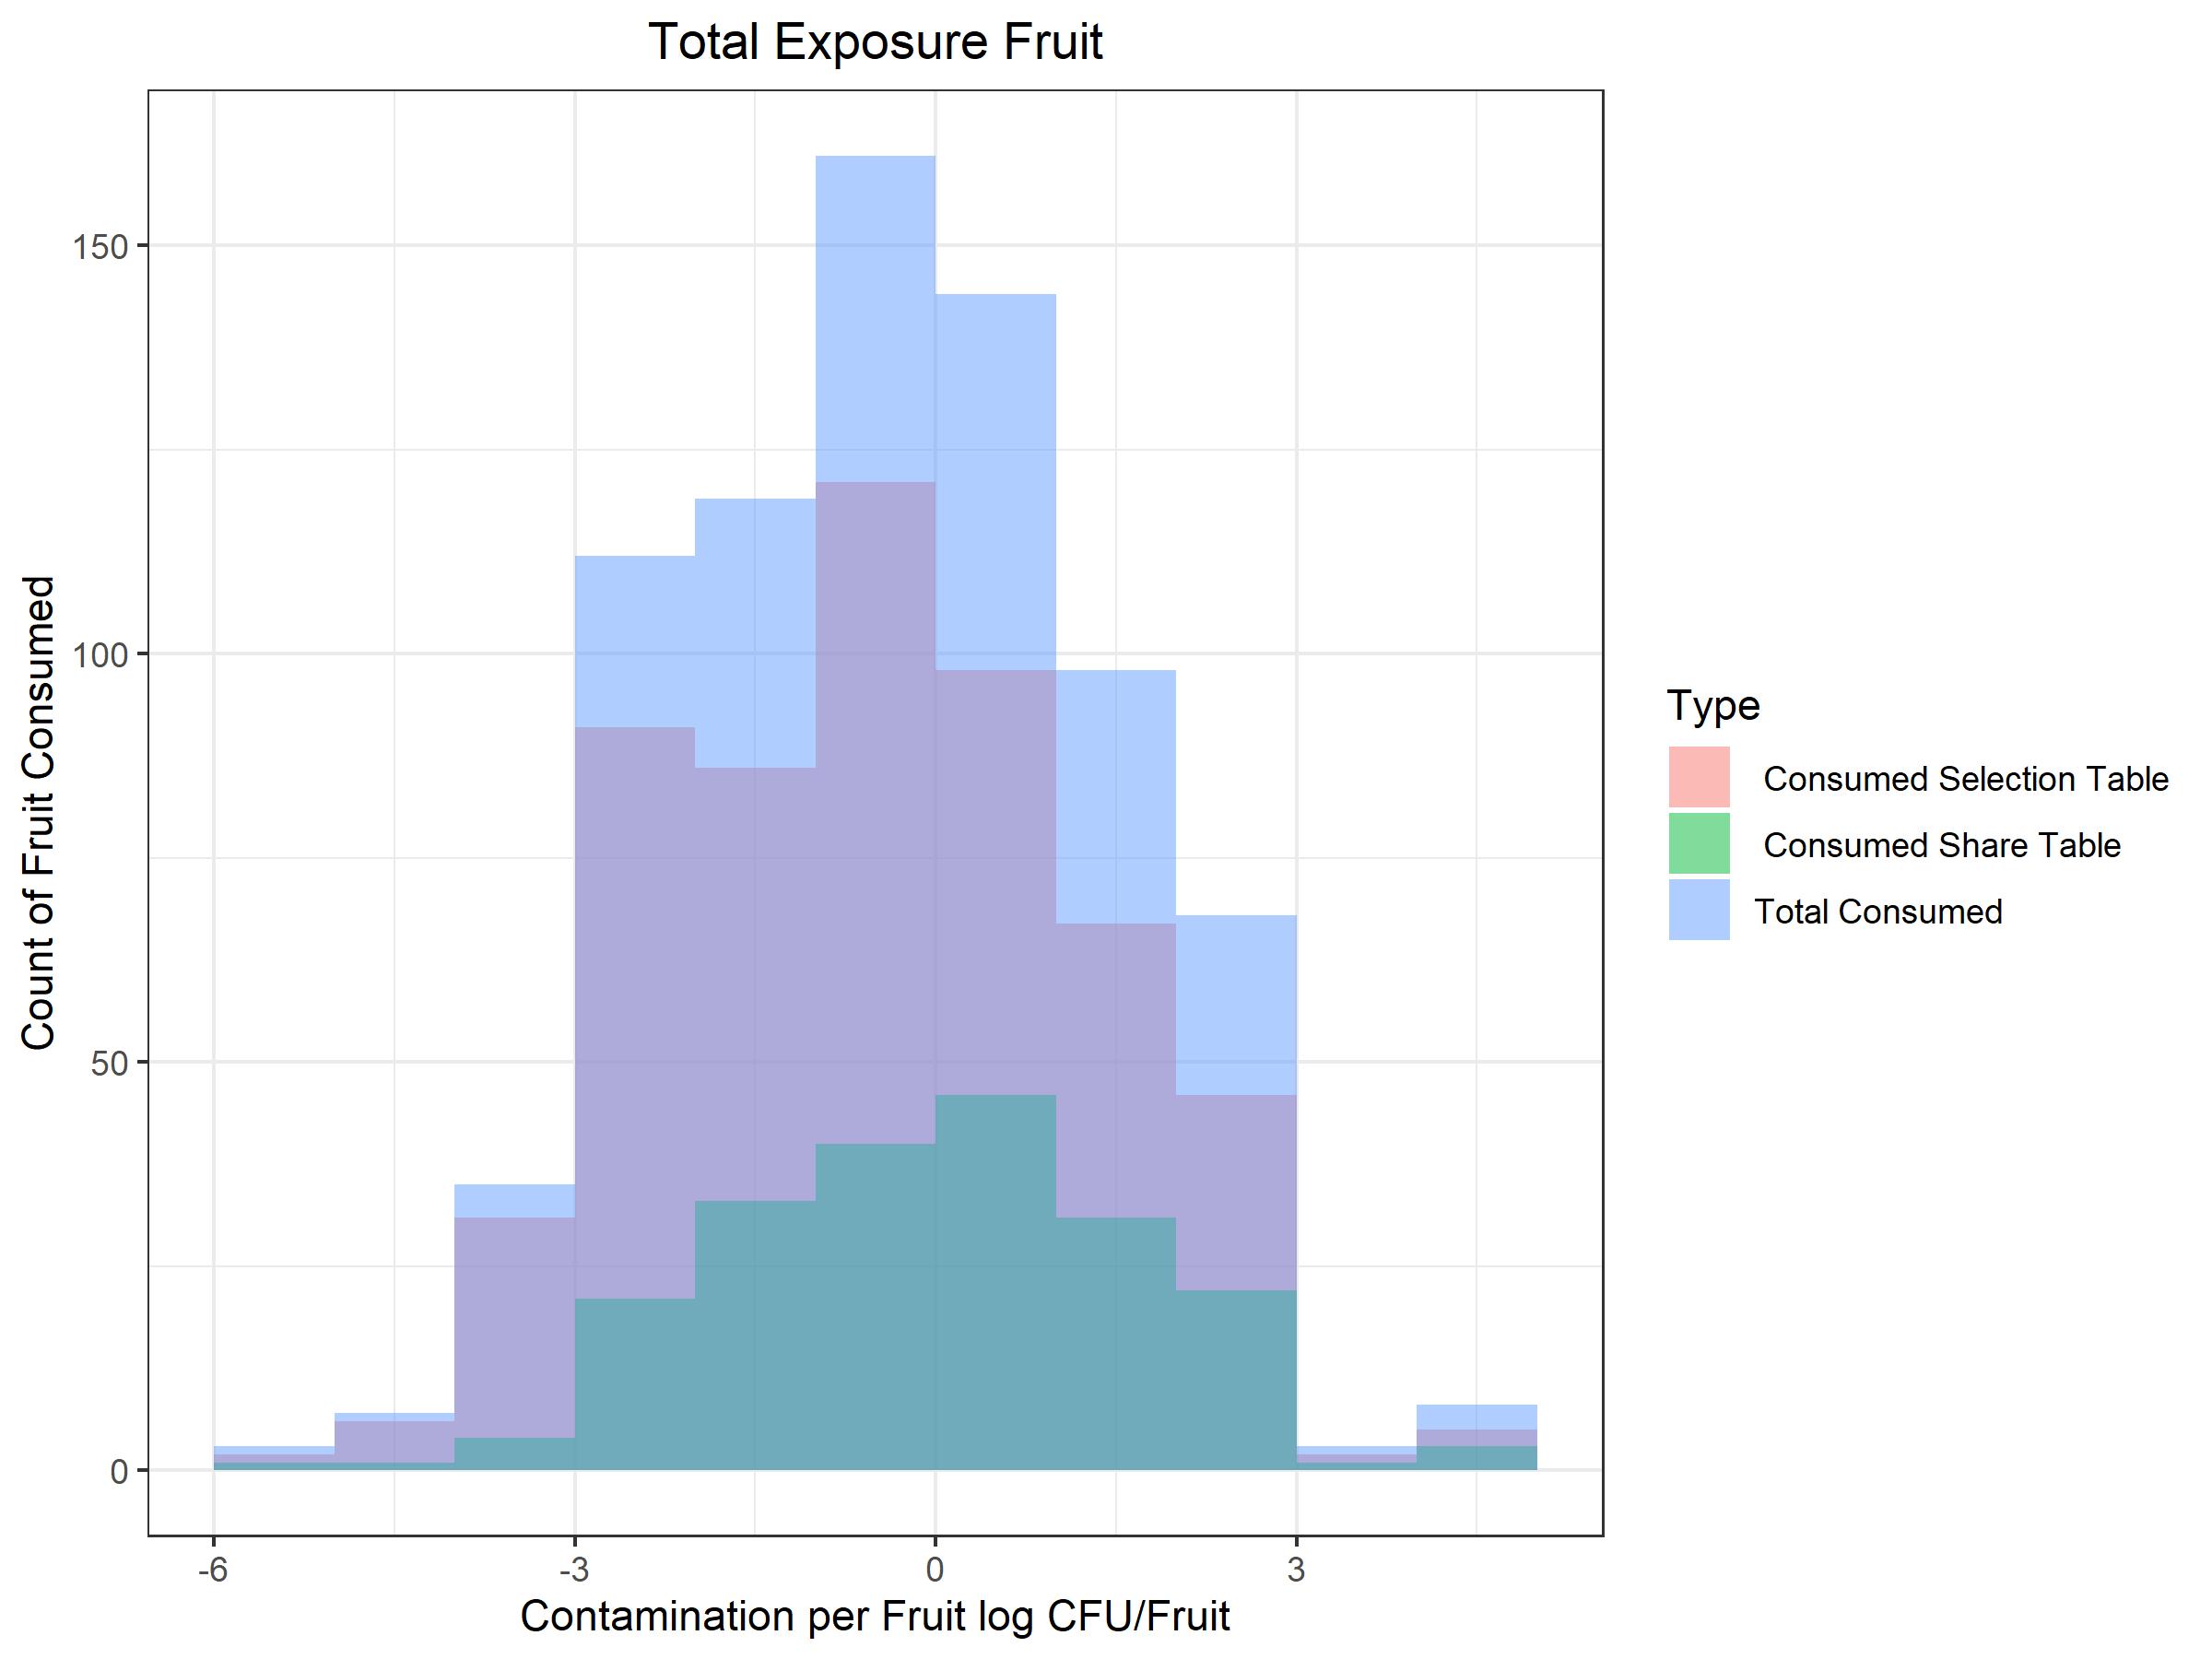 Total Exposure Fruit
150
100
50
0
-6
-3
0
3
Count of Fruit Consumed
Contamination per Fruit log CFU/Fruit
Type
Consumed Selection Table
Consumed Share Table
Total Consumed